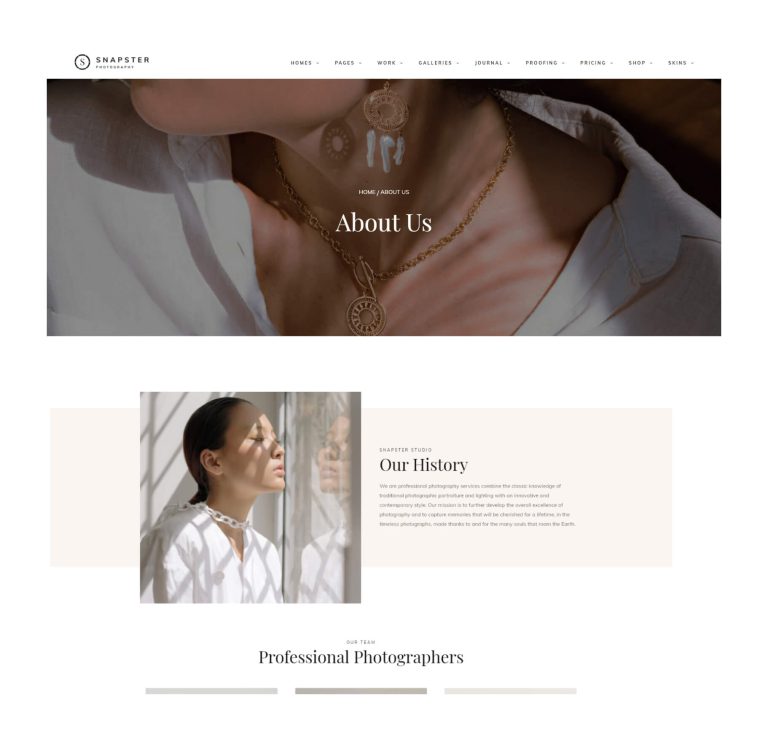 S
SNAPSTER
PHOTOGRAPHY
HOMES
PAGES
WORK
GALLERIES
JOURNAL
PROOFING
PRICING
SHOP
SKINS
HOME / ABOUT US
About Us
SNAPSTER STUDIO
Our History
We are professional photography services combine the classic knowledge of
traditional photographic portraiture and lighting with an innovative and
contemporary style. Our mission is to further develop the overall excellence of
photography and to capture memories that will be cherished for a lifetime, in the
timeless photographs, made thanks to and for the many souls that roam the Earth.
OUR TEAM
Professional Photographers